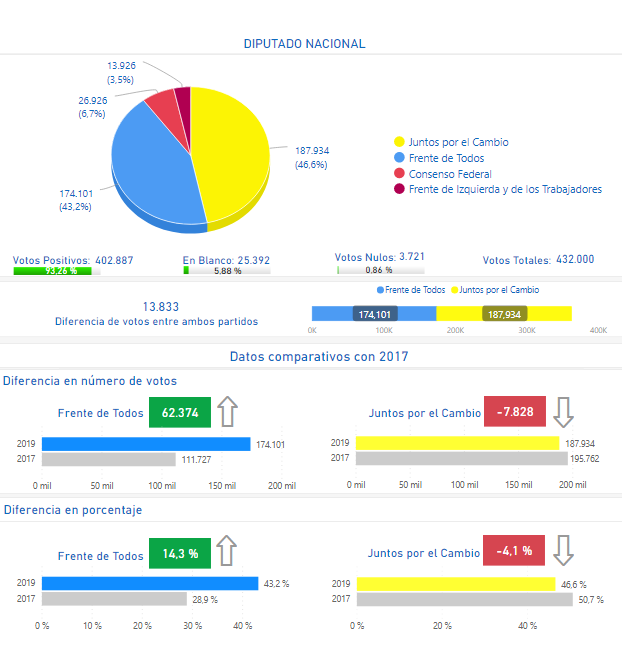 DIPUTADO NACIONAL
13.926
(3,5%)
26.926
(6,7%)
187.934
(46,6%)
174.101
(43,2%)
Juntos por el Cambio
Frente de Todos
Consenso Federal
Frente de Izquierda y de los Trabajadores
Votos Positivos: 402.887
93,26 %
En Blanco: 25.392
5,88 %
Votos Nulos: 3.721
0,86 %
Votos Totales: 432.000
Frente de Todos Juntos por el Cambio
13.833
Diferencia de votos entre ambos partidos
174,101 187,934
0K 100K 200K 300K 400K
Datos comparativos con 2017
Diferencia en número de votos
Frente de Todos 62.374
2019 174.101
2017 111.727
0 mil 50 mil 100 mil 150 mil 200 mil
Juntos por el Cambio -7.828
2019 187.934
2017 195.762
0 mil 50 mil 100 mil 150 mil 200 mil
Diferencia en porcentaje
Frente de Todos 14,3 %
2019 43,2 %
2017 28,9 %
0 % 10 % 20 % 30 % 40 %
Juntos por el Cambio -4,1 %
2019 46,6 %
2017 50,7 %
0 % 20 % 40 %